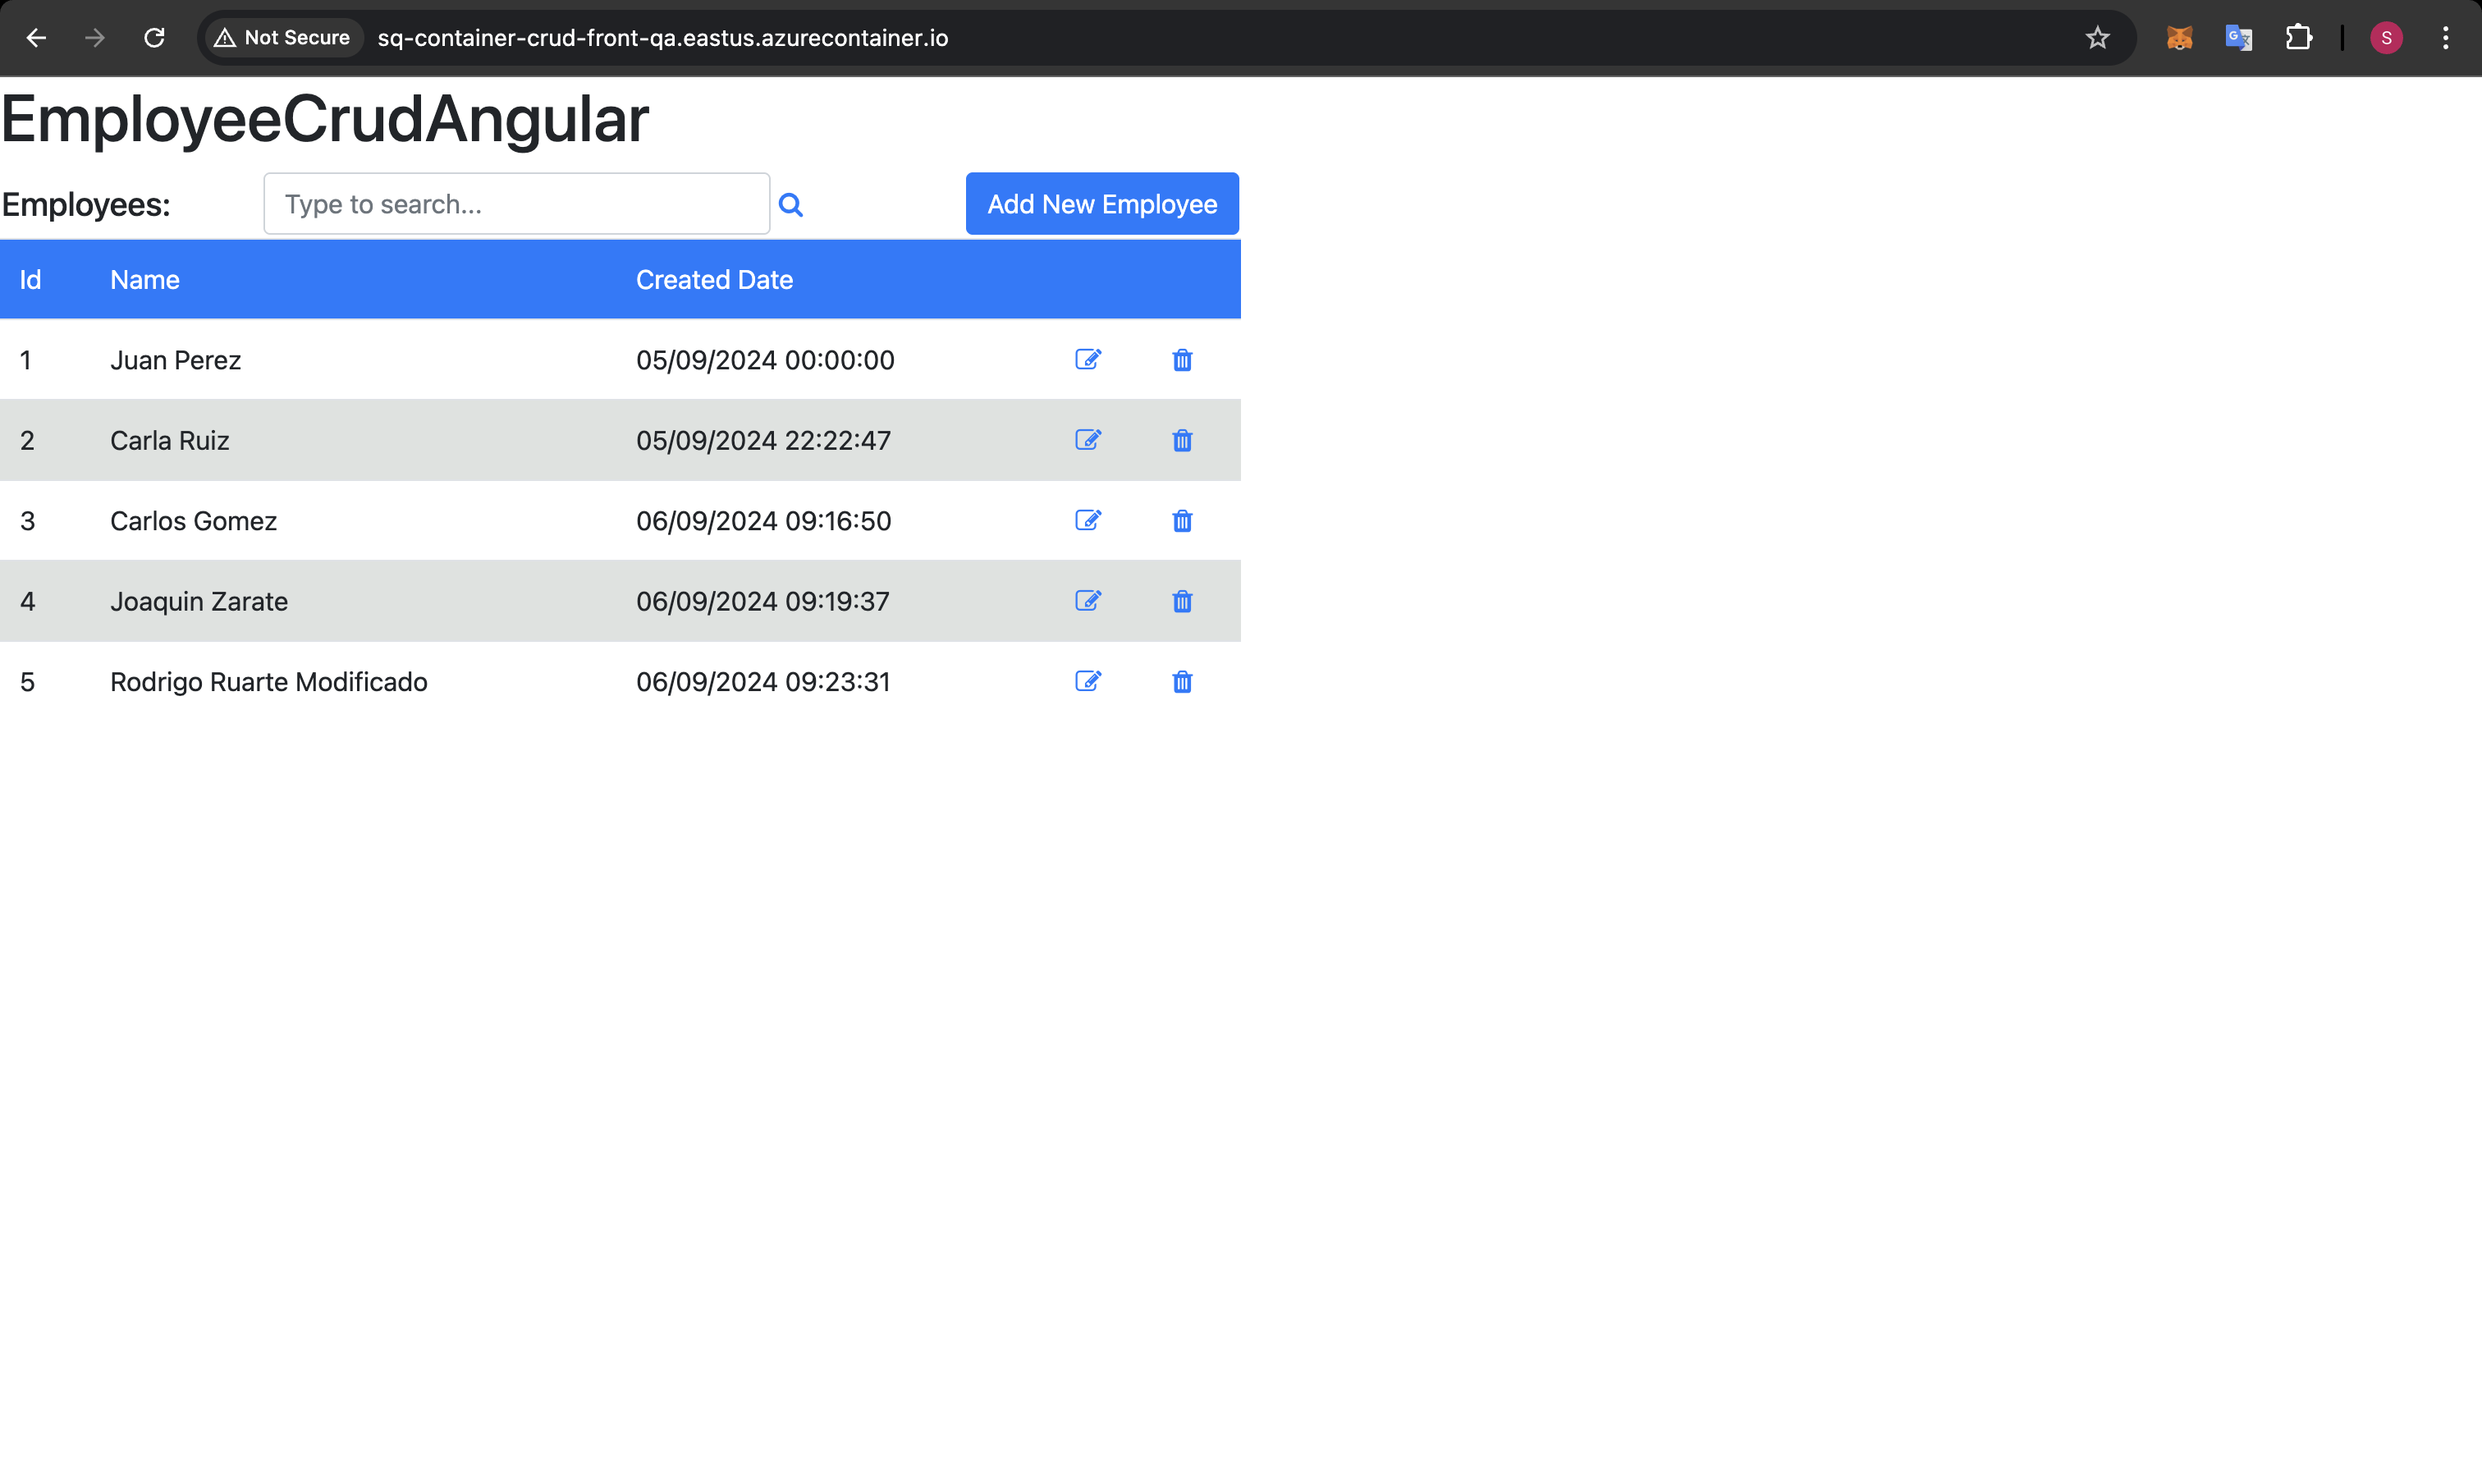 Not Secure sq-container-crud-front-qa.eastus.azurecontainer.io S
EmployeeCrudAngular
Employees: Type to search... Add New Employee
Id Name Created Date
1 Juan Perez 05/09/2024 00:00:00
2 Carla Ruiz 05/09/2024 22:22:47
3 Carlos Gomez 06/09/2024 09:16:50
4 Joaquin Zarate 06/09/2024 09:19:37
5 Rodrigo Ruarte Modificado 06/09/2024 09:23:31